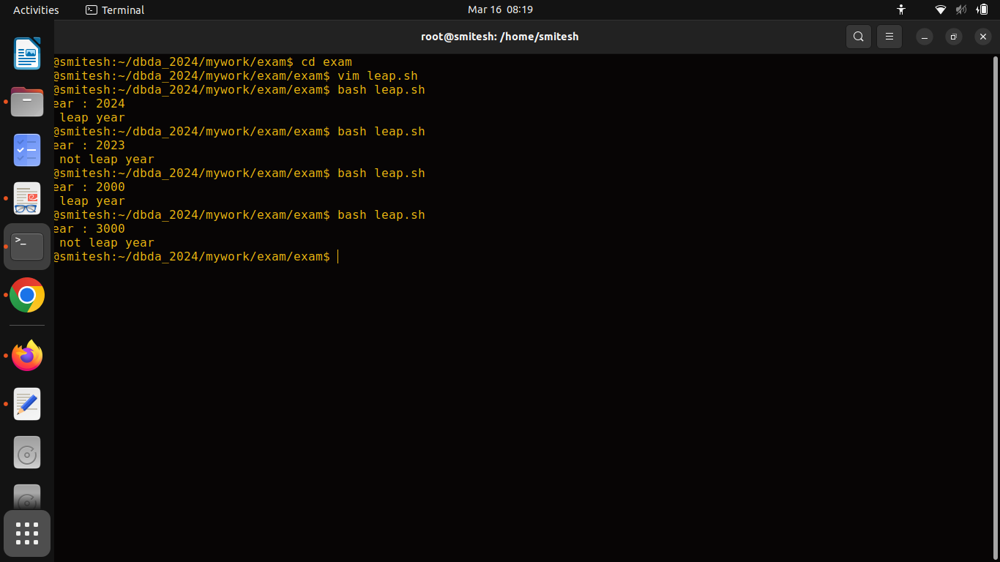 Activities Terminal Mar 16 08:19
root@smitesh: /home/smitesh
@smitesh:~/dbda_2024/mywork/exam$ cd exam
@smitesh:~/dbda_2024/mywork/exam/exam$ vim leap.sh
@smitesh:~/dbda_2024/mywork/exam/exam$ bash leap.sh
ear : 2024
leap year
@smitesh:~/dbda_2024/mywork/exam/exam$ bash leap.sh
ear : 2023
not leap year
@smitesh:~/dbda_2024/mywork/exam/exam$ bash leap.sh
ear : 2000
leap year
@smitesh:~/dbda_2024/mywork/exam/exam$ bash leap.sh
ear : 3000
not leap year
@smitesh:~/dbda_2024/mywork/exam/exam$